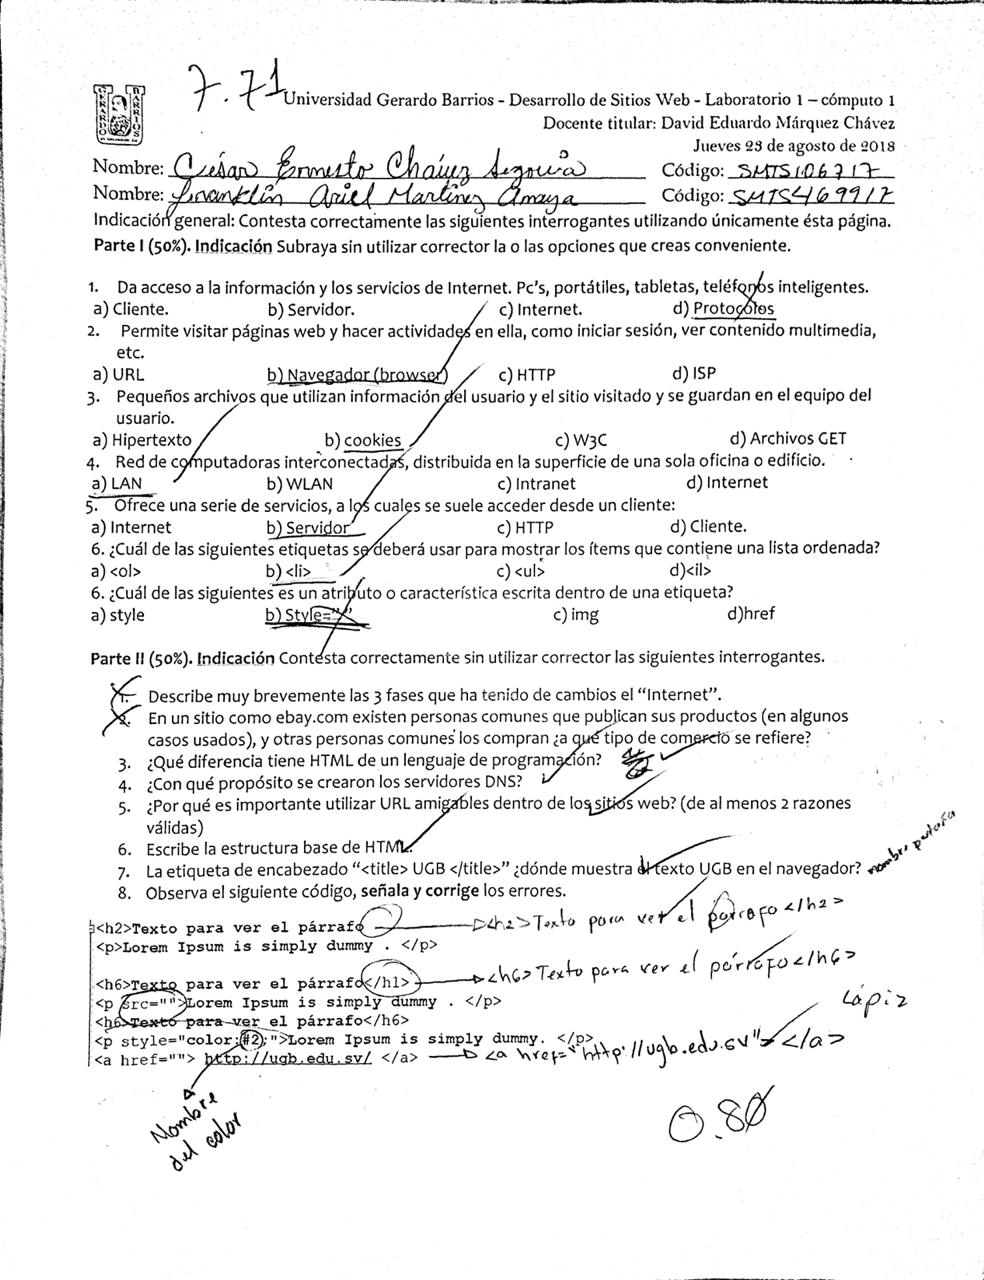 7.71
GERARDO BARRIOS
Universidad Gerardo Barrios - Desarrollo de Sitios Web - Laboratorio 1 – cómputo 1
Docente titular: David Eduardo Márquez Chávez
Jueves 23 de agosto de 2018
Nombre: César Ernesto Chávez Segovia Código: SMTS106717
Nombre: Franklin Ariel Martínez Amaya Código: SMTS469917
Indicación general: Contesta correctamente las siguientes interrogantes utilizando únicamente ésta página.
Parte I (50%). Indicación Subraya sin utilizar corrector la o las opciones que creas conveniente.
1. Da acceso a la información y los servicios de Internet. Pc's, portátiles, tabletas, teléfonos inteligentes.
a) Cliente. b) Servidor. c) Internet. d) Protocolos
2. Permite visitar páginas web y hacer actividades en ella, como iniciar sesión, ver contenido multimedia,
etc.
a) URL b) Navegador (browser) c) HTTP d) ISP
3. Pequeños archivos que utilizan información del usuario y el sitio visitado y se guardan en el equipo del
usuario.
a) Hipertexto b) cookies c) W3C d) Archivos GET
4. Red de computadoras interconectadas, distribuida en la superficie de una sola oficina o edificio.
a) LAN b) WLAN c) Intranet d) Internet
5. Ofrece una serie de servicios, a los cuales se suele acceder desde un cliente:
a) Internet b) Servidor c) HTTP d) Cliente.
6. ¿Cuál de las siguientes etiquetas se deberá usar para mostrar los ítems que contiene una lista ordenada?
a) <ol> b) <li> c) <ul> d)<il>
6. ¿Cuál de las siguientes es un atributo o característica escrita dentro de una etiqueta?
a) style b) Style="" c) img d)href
Parte II (50%). Indicación Contesta correctamente sin utilizar corrector las siguientes interrogantes.
1. Describe muy brevemente las 3 fases que ha tenido de cambios el “Internet”.
2. En un sitio como ebay.com existen personas comunes que publican sus productos (en algunos
casos usados), y otras personas comunes los compran ¿a qué tipo de comercio se refiere?
3. ¿Qué diferencia tiene HTML de un lenguaje de programación?
4. ¿Con qué propósito se crearon los servidores DNS?
5. ¿Por qué es importante utilizar URL amigables dentro de los sitios web? (de al menos 2 razones
válidas)
6. Escribe la estructura base de HTML.
7. La etiqueta de encabezado “<title> UGB </title>” ¿dónde muestra el texto UGB en el navegador? nombre pestaña
8. Observa el siguiente código, señala y corrige los errores.
<h2>Texto para ver el párrafo <h2>Texto para ver el parrafo</h2>
<p>Lorem Ipsum is simply dummy . </p>
<h6>Texto para ver el párrafo</h1> <h6>Texto para ver el párrafo</h6>
<p src="">Lorem Ipsum is simply dummy . </p>
<h6>Texto para ver el párrafo</h6> Lápiz
<p style="color:#2;">Lorem Ipsum is simply dummy. </p>
<a href=""> http://ugb.edu.sv/ </a> <a href="http://ugb.edu.sv"> </a>
Nombre
del color
0.80